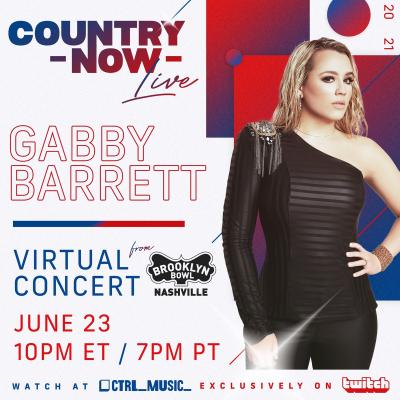 COUNTRY
-NOW-
Live
20
21
GABBY
BARRETT
VIRTUAL
CONCERT
from
BROOKLYN
BOWL
NASHVILLE
JUNE 23
10PM ET / 7PM PT
WATCH AT CTRL_MUSIC_ EXCLUSIVELY ON twitch